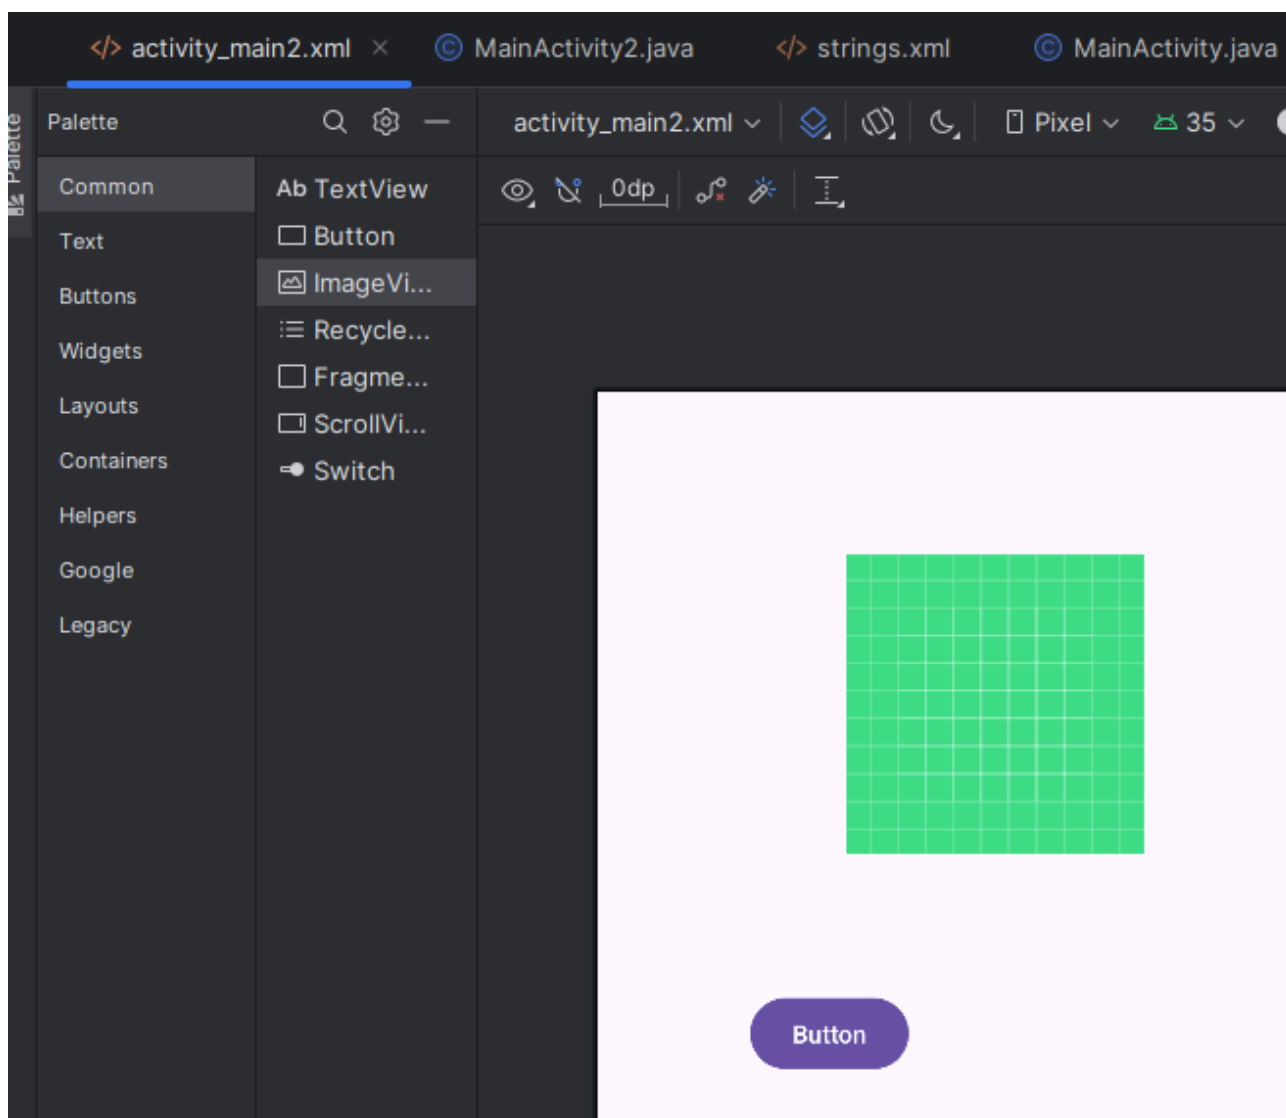 activity_main2.xml MainActivity2.java strings.xml MainActivity.java
Palette
Palette activity_main2.xml Pixel 35
Common
Text
Buttons
Widgets
Layouts
Containers
Helpers
Google
Legacy
Ab TextView
Button
ImageVi...
Recycle...
Fragme...
ScrollVi...
Switch
0dp
Button